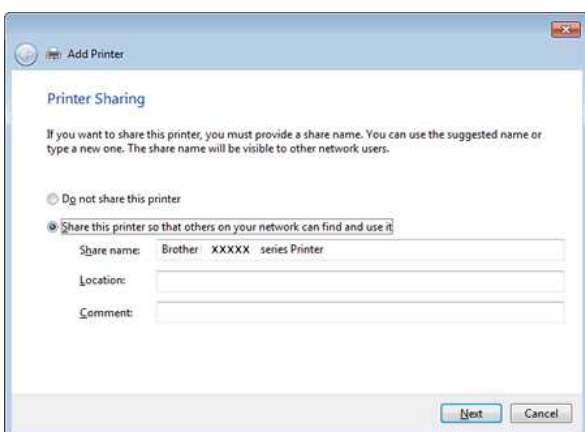 Add Printer
Printer Sharing
If you want to share this printer, you must provide a share name. You can use the suggested name or
type a new one. The share name will be visible to other network users.
Do not share this printer
Share this printer so that others on your network can find and use it
Share name: Brother XXXXX series Printer
Location:
Comment:
Next Cancel